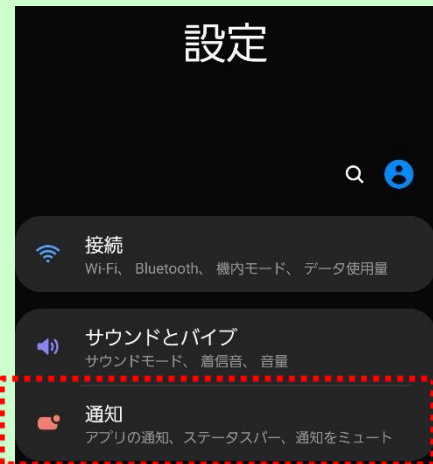 設定
接続
Wi-Fi、 Bluetooth、 機内モード、 データ使用量
サウンドとバイブ
サウンドモード、 着信音、 音量
通知
アプリの通知、ステータスバー、通知をミュート